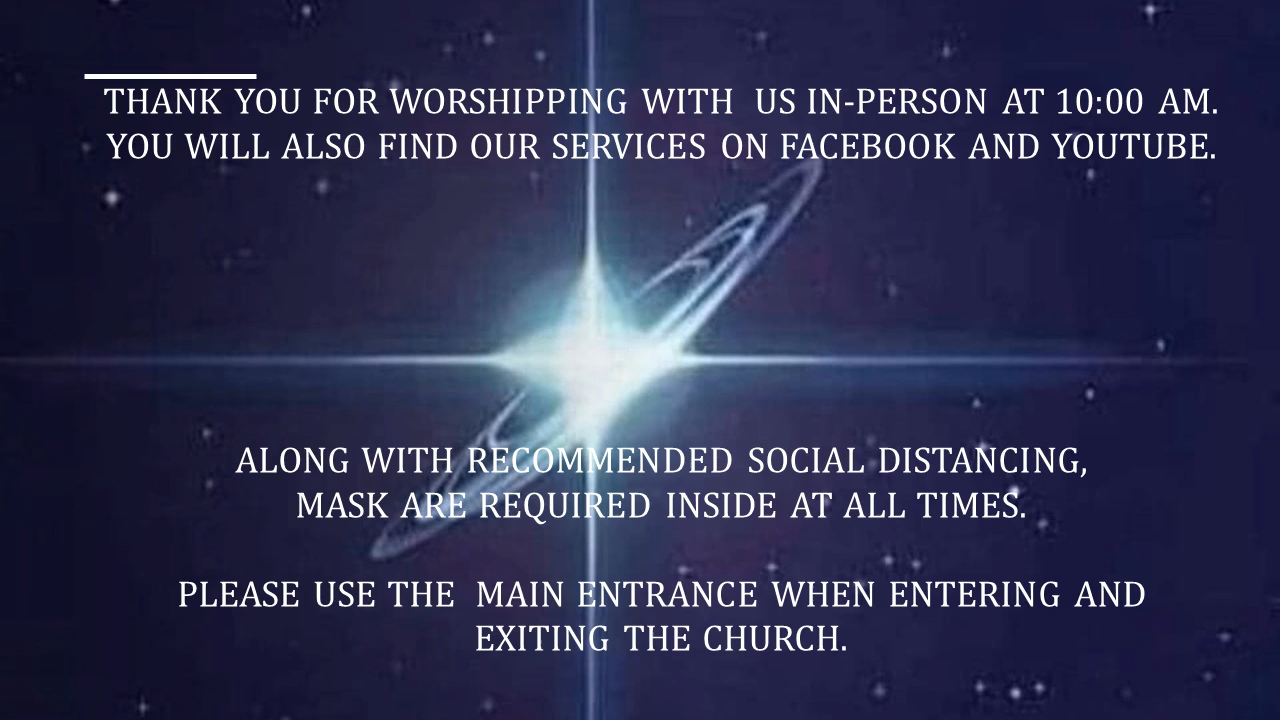 THANK YOU FOR WORSHIPPING WITH US IN-PERSON AT 10:00 AM.
YOU WILL ALSO FIND OUR SERVICES ON FACEBOOK AND YOUTUBE.
ALONG WITH RECOMMENDED SOCIAL DISTANCING,
MASK ARE REQUIRED INSIDE AT ALL TIMES.
PLEASE USE THE MAIN ENTRANCE WHEN ENTERING AND
EXITING THE CHURCH.